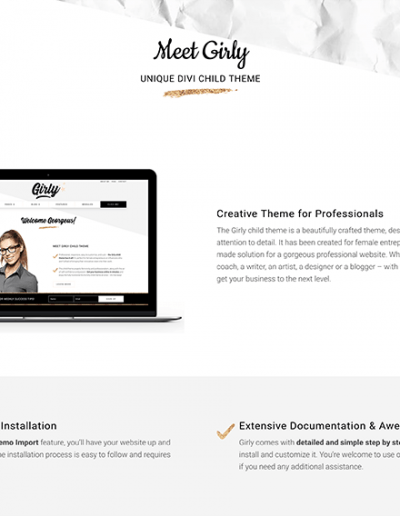 Meet Girly
UNIQUE DIVI CHILD THEME
Girly
Welcome Georgeous!
MEET GIRLY CHILD THEME
Creative Theme for Professionals
The Girly child theme is a beautifully crafted theme, des
attention to detail. It has been created for female entrep
made solution for a gorgeous professional website. Wh
coach, a writer, an artist, a designer or a blogger – with
get your business to the next level.
Installation
emo Import feature, you'll have your website up and
e installation process is easy to follow and requires
Extensive Documentation & Awe
Girly comes with detailed and simple step by ste
install and customize it. You're welcome to use o
if you need any additional assistance.